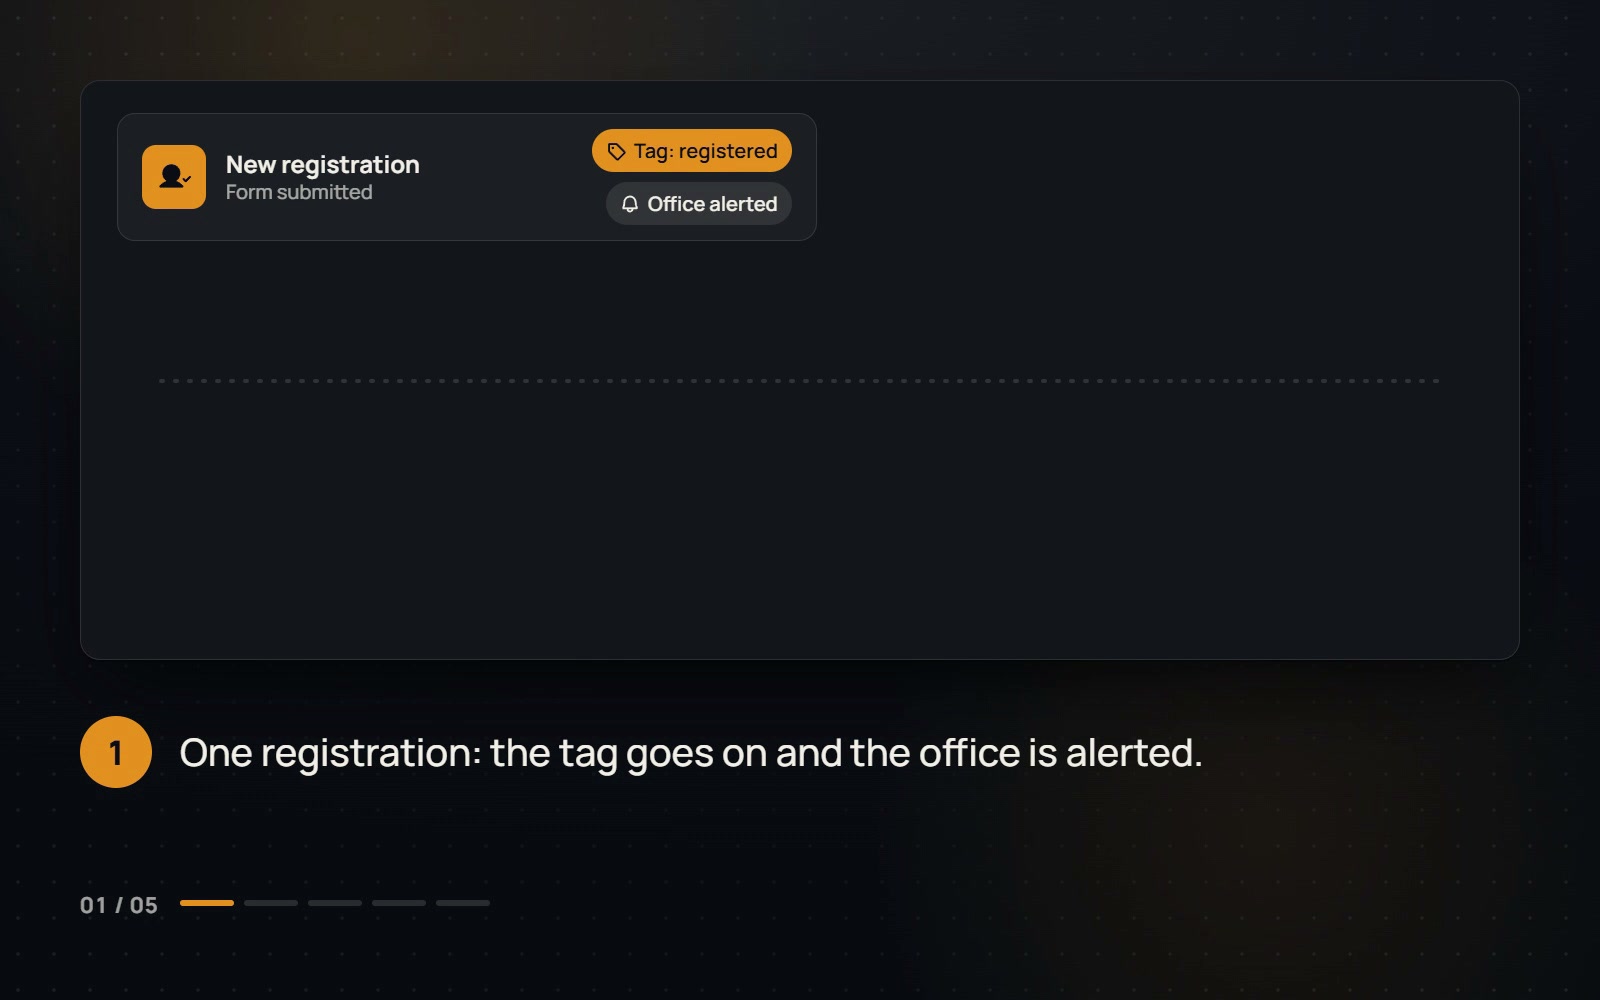 New registration
Form submitted
Tag: registered
Office alerted
1
One registration: the tag goes on and the office is alerted.
01 / 05